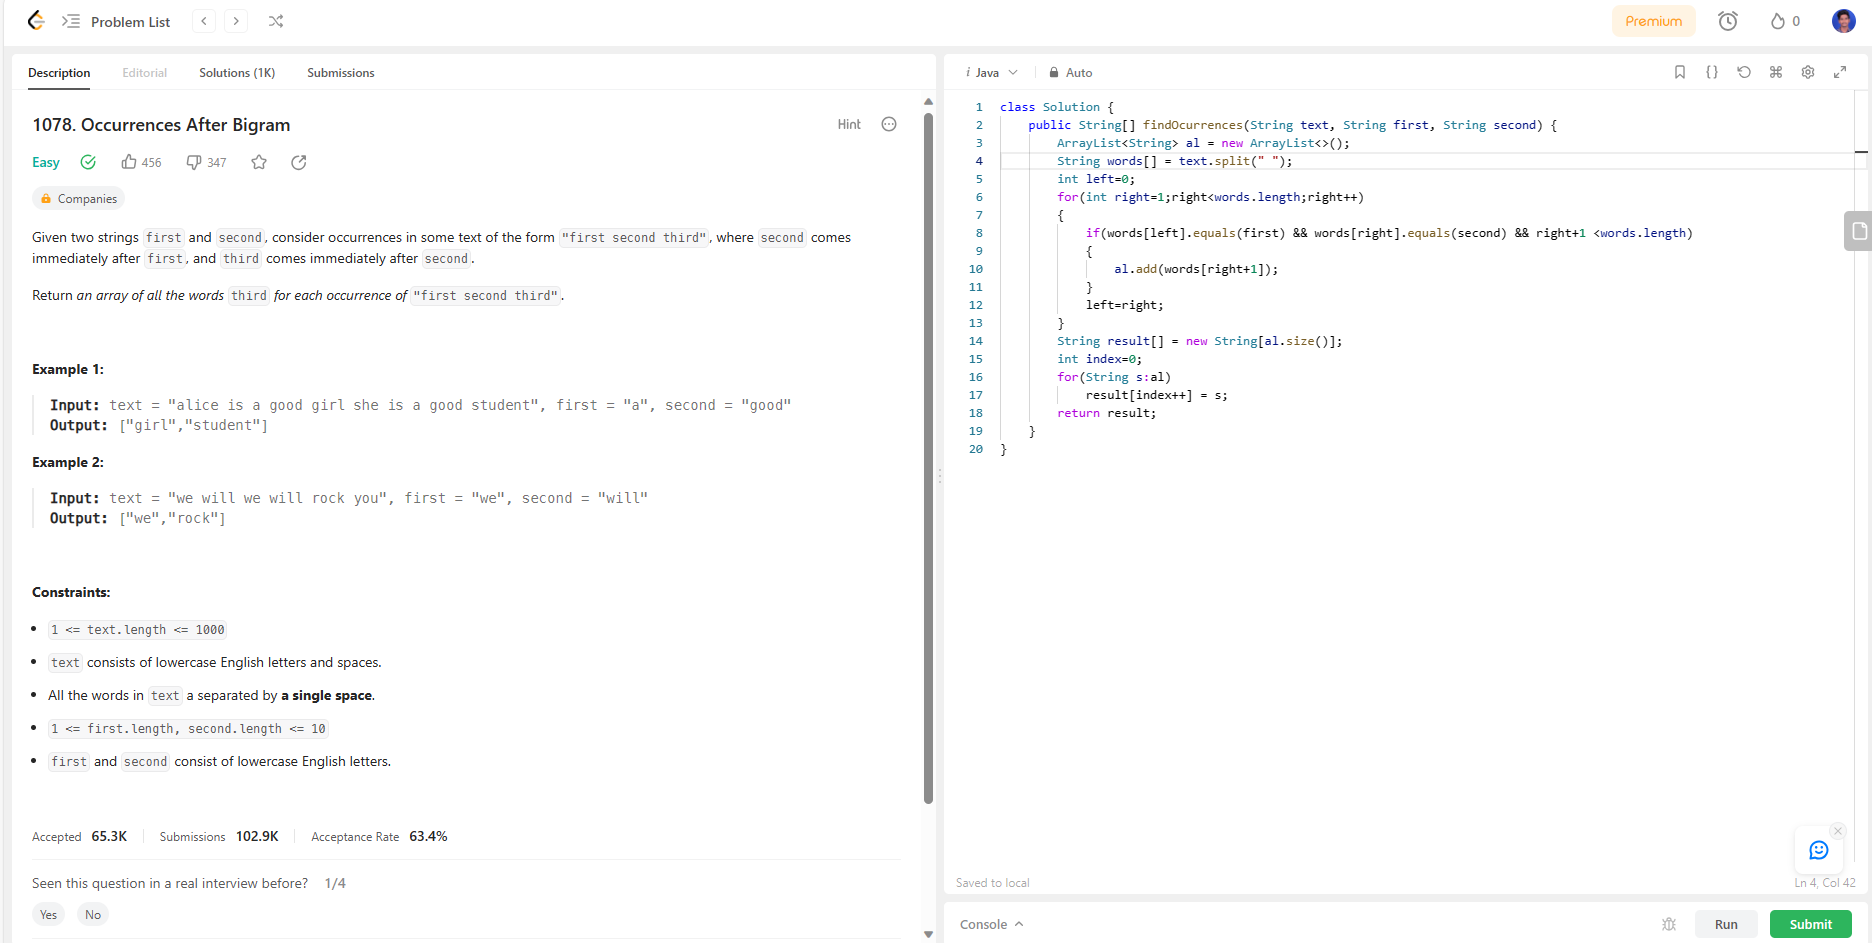 Problem List
Premium
0
Description Editorial Solutions (1K) Submissions
1078. Occurrences After Bigram
Hint
Easy 456 347
Companies
Given two strings first and second, consider occurrences in some text of the form "first second third", where second comes
immediately after first, and third comes immediately after second.
Return an array of all the words third for each occurrence of "first second third".
Example 1:
Input: text = "alice is a good girl she is a good student", first = "a", second = "good"
Output: ["girl","student"]
Example 2:
Input: text = "we will we will rock you", first = "we", second = "will"
Output: ["we","rock"]
Constraints:
• 1 <= text.length <= 1000
• text consists of lowercase English letters and spaces.
• All the words in text a separated by a single space.
• 1 <= first.length, second.length <= 10
• first and second consist of lowercase English letters.
Accepted 65.3K Submissions 102.9K Acceptance Rate 63.4%
Seen this question in a real interview before? 1/4
Yes No
i Java Auto
1 class Solution {
2 public String[] findOcurrences(String text, String first, String second) {
3 ArrayList<String> al = new ArrayList<>();
4 String words[] = text.split(" ");
5 int left=0;
6 for(int right=1;right<words.length;right++)
7 {
8 if(words[left].equals(first) && words[right].equals(second) && right+1 <words.length)
9 {
10 al.add(words[right+1]);
11 }
12 left=right;
13 }
14 String result[] = new String[al.size()];
15 int index=0;
16 for(String s:al)
17 result[index++] = s;
18 return result;
19 }
20 }
Saved to local
Ln 4, Col 42
Console
Run
Submit